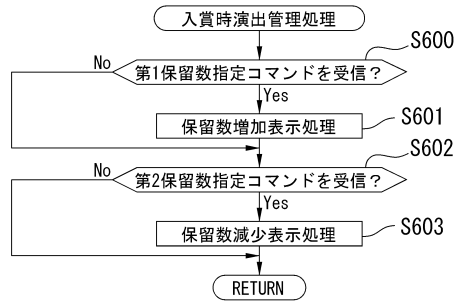 入賞時演出管理処理
S600
No
第1保留数指定コマンドを受信?
Yes
保留数増加表示処理
S601
S602
No
第2保留数指定コマンドを受信?
Yes
保留数減少表示処理
S603
RETURN